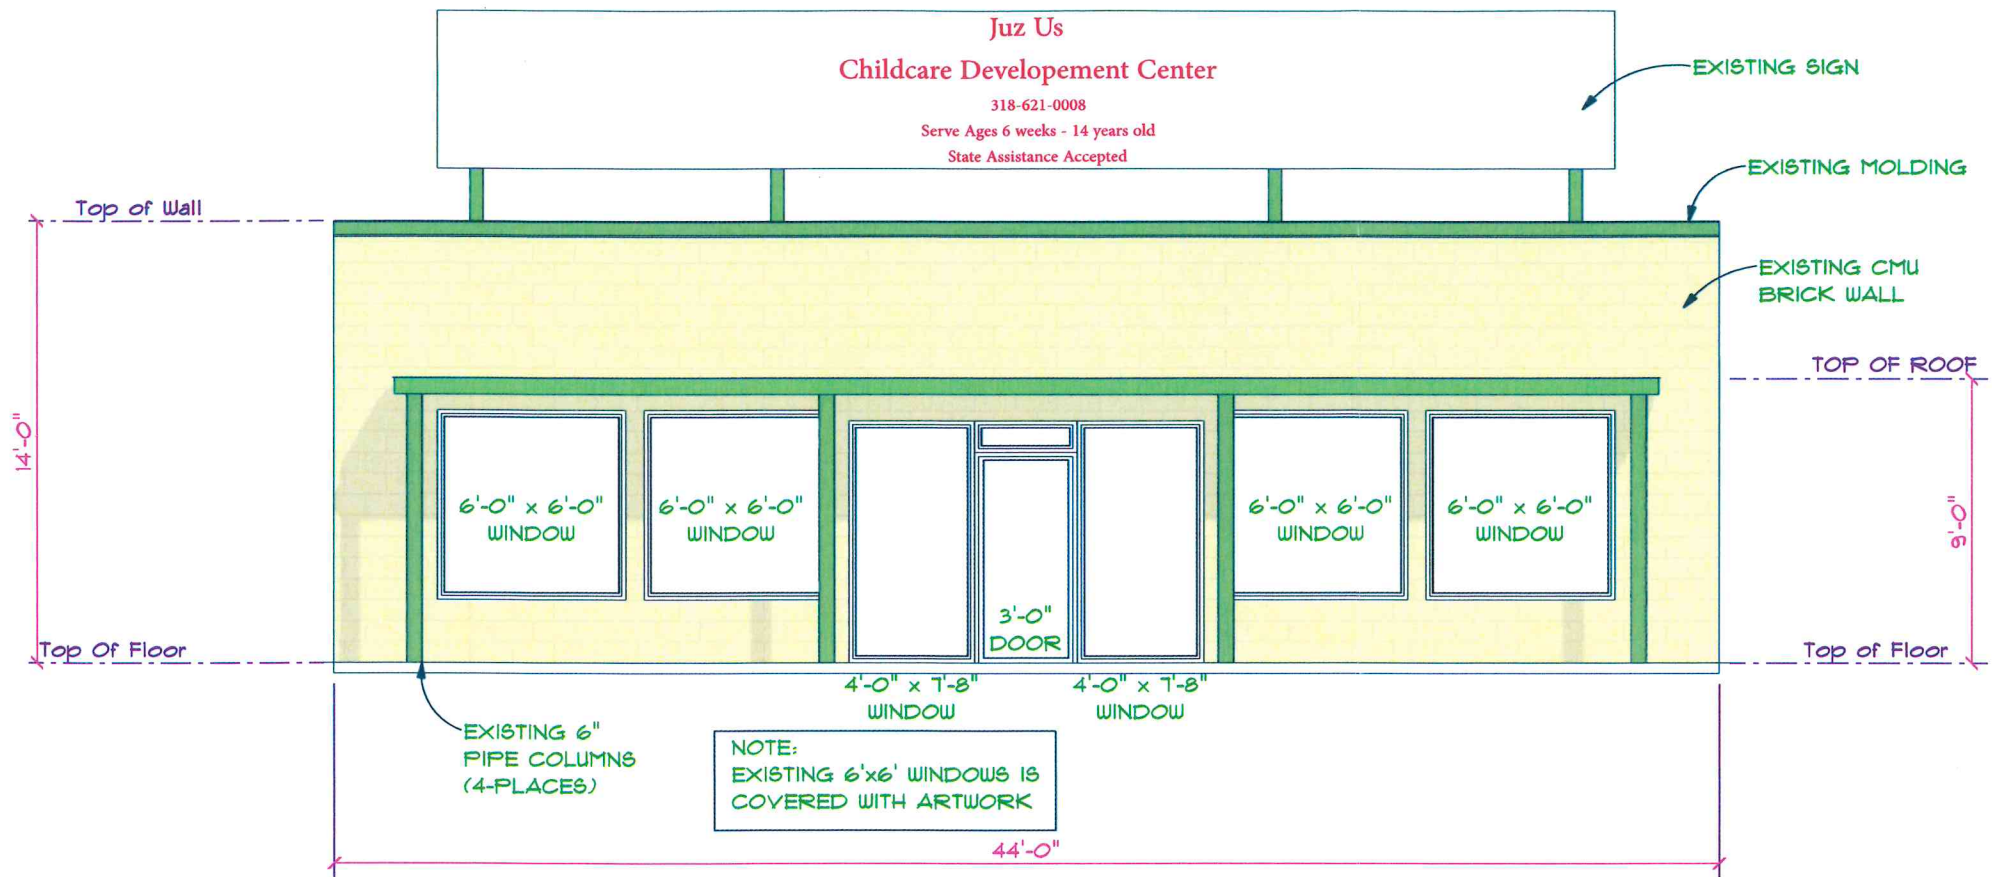 Juz Us
Childcare Developement Center
318-621-0008
Serve Ages 6 weeks - 14 years old
State Assistance Accepted
EXISTING SIGN
EXISTING MOLDING
Top of Wall
EXISTING CMU
BRICK WALL
TOP OF ROOF
14'-0"
6'-0" x 6'-0"
WINDOW
6'-0" x 6'-0"
WINDOW
6'-0" x 6'-0"
WINDOW
6'-0" x 6'-0"
WINDOW
9'-0"
3'-0"
DOOR
Top Of Floor
Top of Floor
4'-0" x 7'-8"
WINDOW
4'-0" x 7'-8"
WINDOW
EXISTING 6"
PIPE COLUMNS
(4-PLACES)
NOTE:
EXISTING 6'x6' WINDOWS IS
COVERED WITH ARTWORK
44'-0"